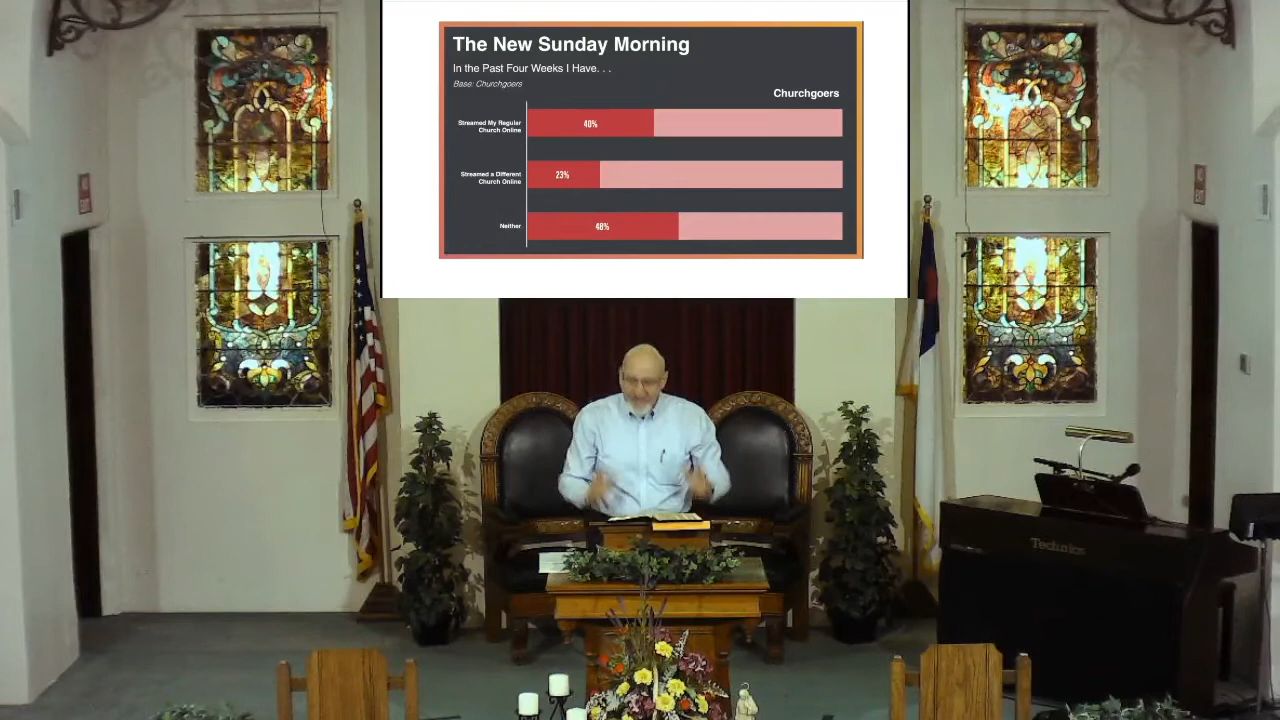 The New Sunday Morning
In the Past Four Weeks I Have. . .
Base: Churchgoers
Churchgoers
Streamed My Regular
Church Online
40%
Streamed a Different
Church Online
23%
Neither
48%
Technics